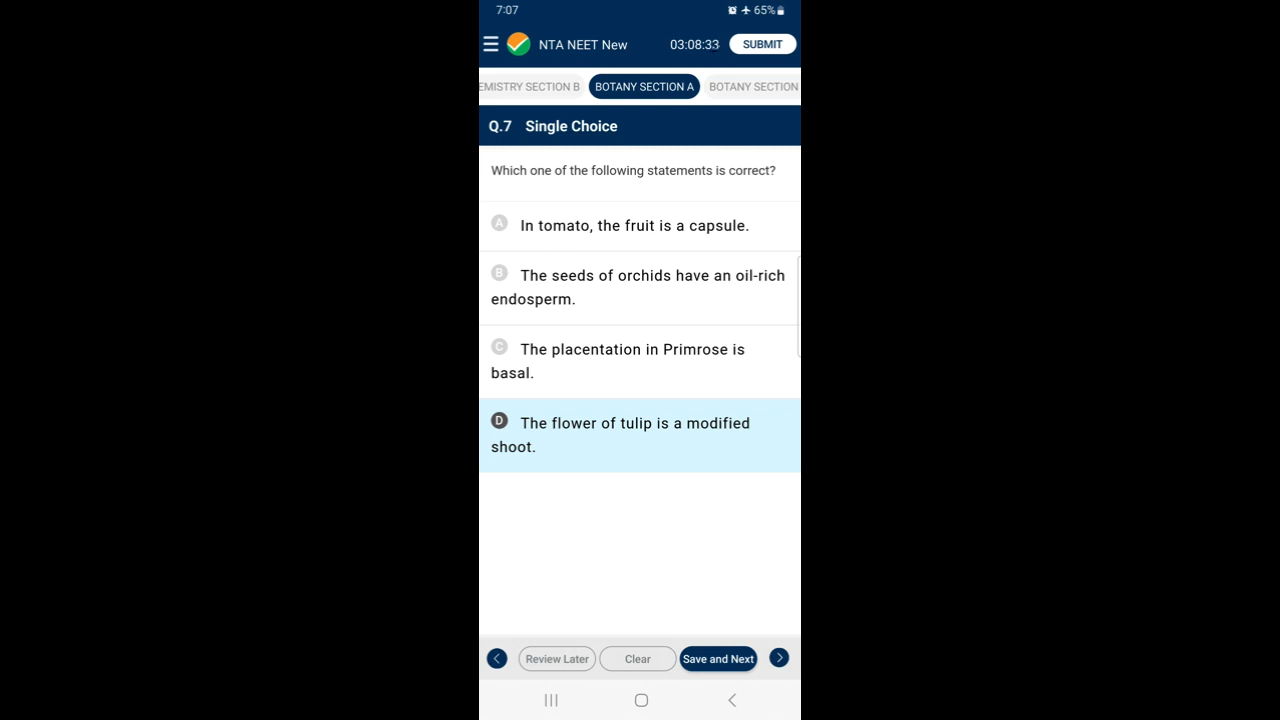 7:07 65%
NTA NEET New 03:08:33 SUBMIT
EMISTRY SECTION B BOTANY SECTION A BOTANY SECTION
Q.7 Single Choice
Which one of the following statements is correct?
A In tomato, the fruit is a capsule.
B The seeds of orchids have an oil-rich
endosperm.
C The placentation in Primrose is
basal.
D The flower of tulip is a modified
shoot.
Review Later Clear Save and Next